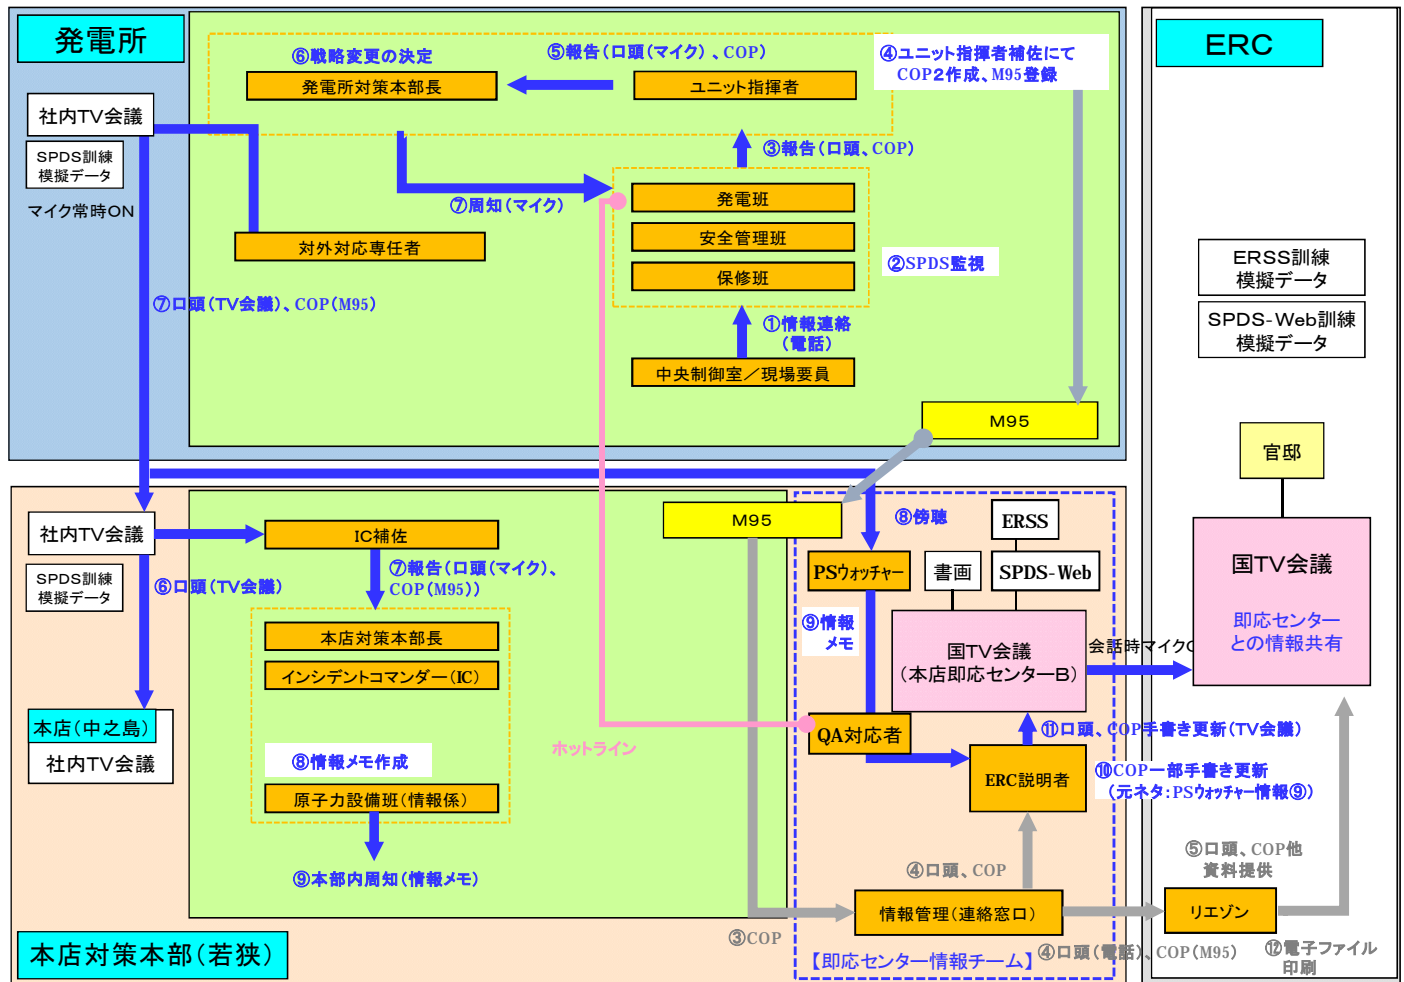 発電所
ERC
⑥戦略変更の決定
⑤報告(口頭(マイク)、COP)
④ユニット指揮者補佐にて
COP2作成、M95登録
発電所対策本部長
ユニット指揮者
社内TV会議
SPDS訓練
模擬データ
マイク常時ON
③報告(口頭、COP)
⑦周知(マイク)
発電班
安全管理班
保修班
②SPDS監視
対外対応専任者
⑦口頭(TV会議)、COP(M95)
①情報連絡
(電話)
中央制御室/現場要員
M95
ERSS訓練
模擬データ
SPDS-Web訓練
模擬データ
官邸
国TV会議
即応センター
との情報共有
社内TV会議
SPDS訓練
模擬データ
IC補佐
M95
⑧傍聴
ERSS
⑥口頭(TV会議)
⑦報告(口頭(マイク)、
COP(M95))
PSウォッチャー
書画
SPDS-Web
本店対策本部長
インシデントコマンダー(IC)
⑨情報
メモ
国TV会議
(本店即応センターB)
会話時マイク
本店(中之島)
社内TV会議
⑧情報メモ作成
ホットライン
QA対応者
⑪口頭、COP手書き更新(TV会議)
原子力設備班(情報係)
ERC説明者
⑩COP一部手書き更新
(元ネタ:PSウォッチャー情報⑨)
⑨本部内周知(情報メモ)
④口頭、COP
⑤口頭、COP他
資料提供
情報管理(連絡窓口)
リエゾン
③COP
④口頭(電話)、COP(M95)
⑫電子ファイル
印刷
本店対策本部(若狭)
【即応センター情報チーム】